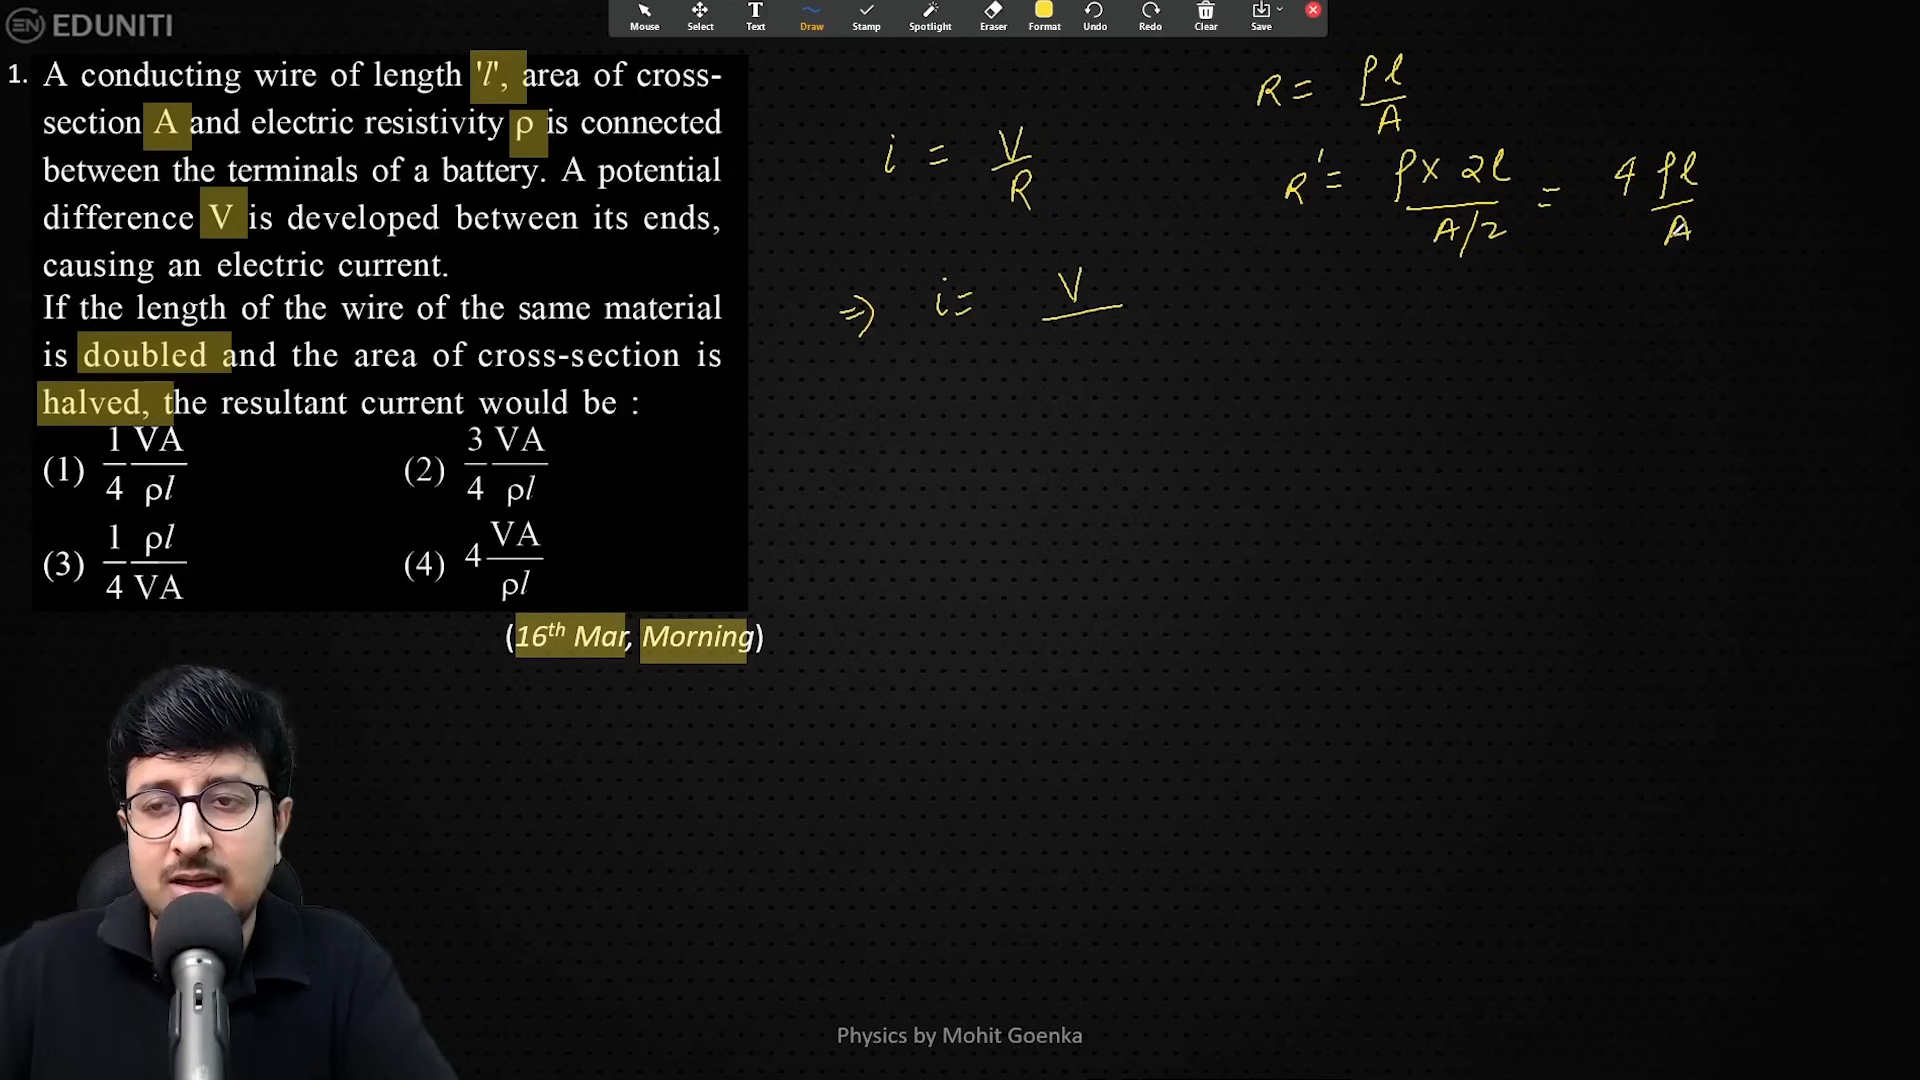 EN EDUNITI
Mouse Select Text Draw Stamp Spotlight Eraser Format Undo Redo Clear Save
1. A conducting wire of length 'l', area of cross-
section A and electric resistivity ρ is connected
between the terminals of a battery. A potential
difference V is developed between its ends,
causing an electric current.
If the length of the wire of the same material
is doubled and the area of cross-section is
halved, the resultant current would be :
(1) 1/4 VA/ρl (2) 3/4 VA/ρl
(3) 1/4 ρl/VA (4) 4 VA/ρl
(16th Mar, Morning)
R = ρl/A
i = V/R
R' = ρ x 2l / A/2 = 4 ρl/A
⇒ i = V
Physics by Mohit Goenka